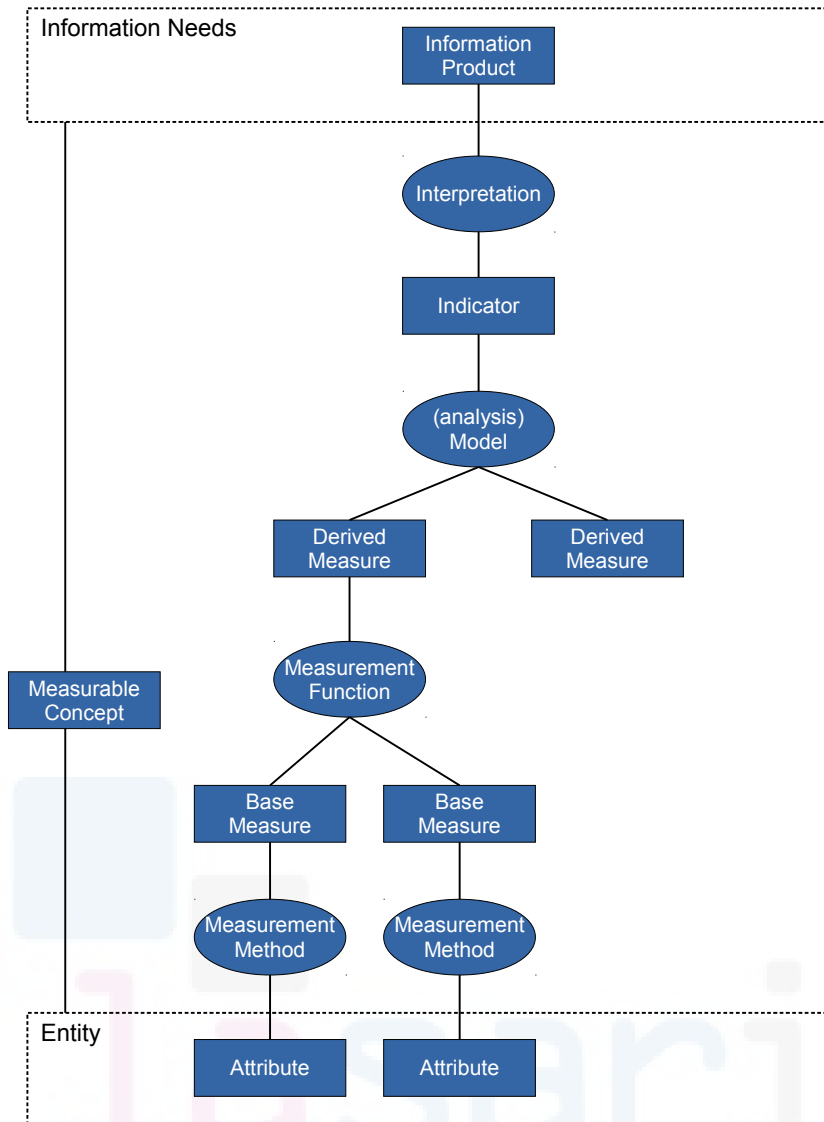 Information Needs
Information
Product
Interpretation
Indicator
(analysis)
Model
Derived
Measure
Derived
Measure
Measurement
Function
Measurable
Concept
Base
Measure
Base
Measure
Measurement
Method
Measurement
Method
Entity
Attribute
Attribute